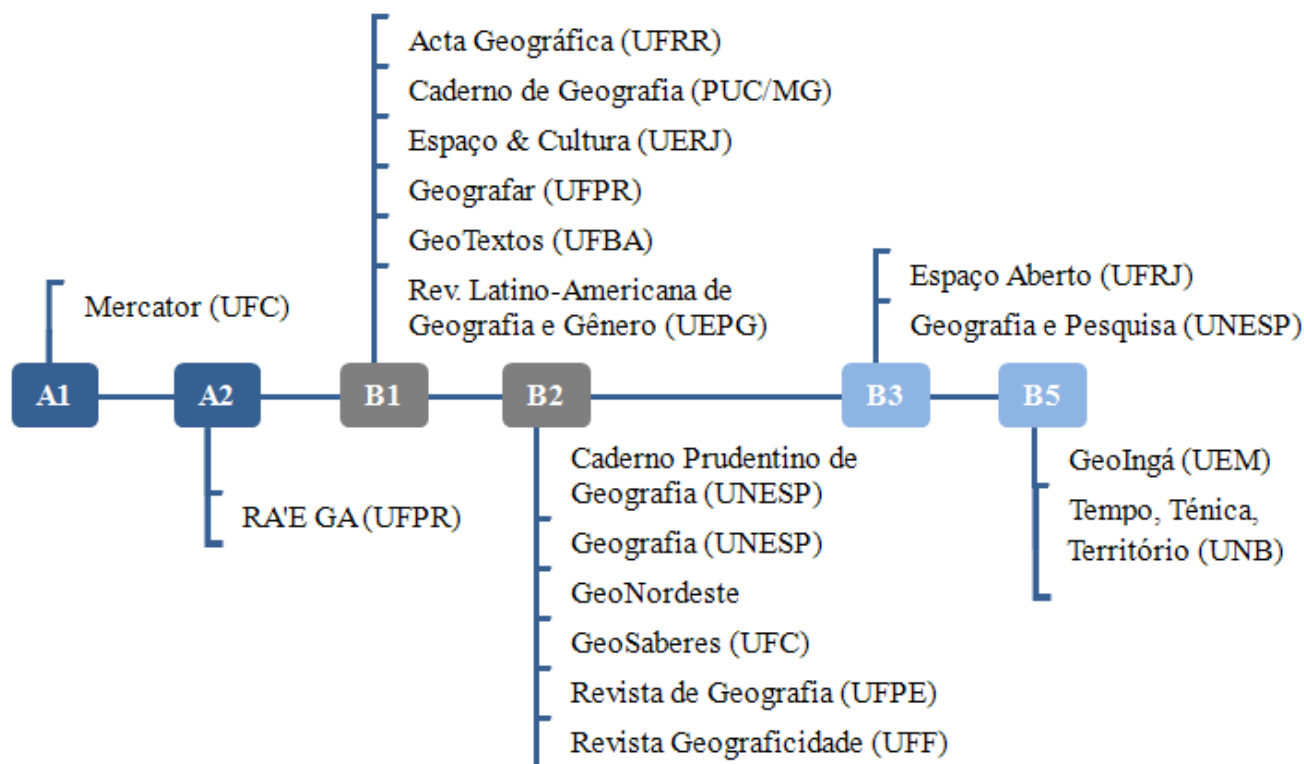 Acta Geográfica (UFRR)
Caderno de Geografia (PUC/MG)
Espaço & Cultura (UERJ)
Geografar (UFPR)
GeoTextos (UFBA)
Rev. Latino-Americana de
Geografia e Gênero (UEPG)
Mercator (UFC)
Espaço Aberto (UFRJ)
Geografia e Pesquisa (UNESP)
A1
A2
B1
B2
B3
B5
RA'E GA (UFPR)
Caderno Prudentino de
Geografia (UNESP)
Geografia (UNESP)
GeoNordeste
GeoSaberes (UFC)
Revista de Geografia (UFPE)
Revista Geograficidade (UFF)
GeoIngá (UEM)
Tempo, Ténica,
Território (UNB)